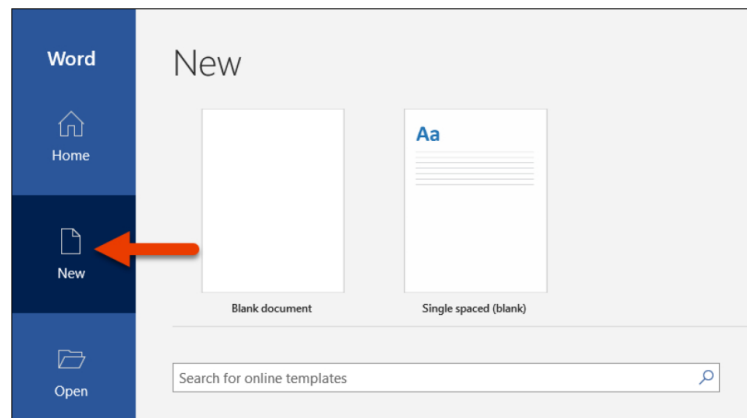 Word
New
Home
Aa
New
Blank document
Single spaced (blank)
Open
Search for online templates